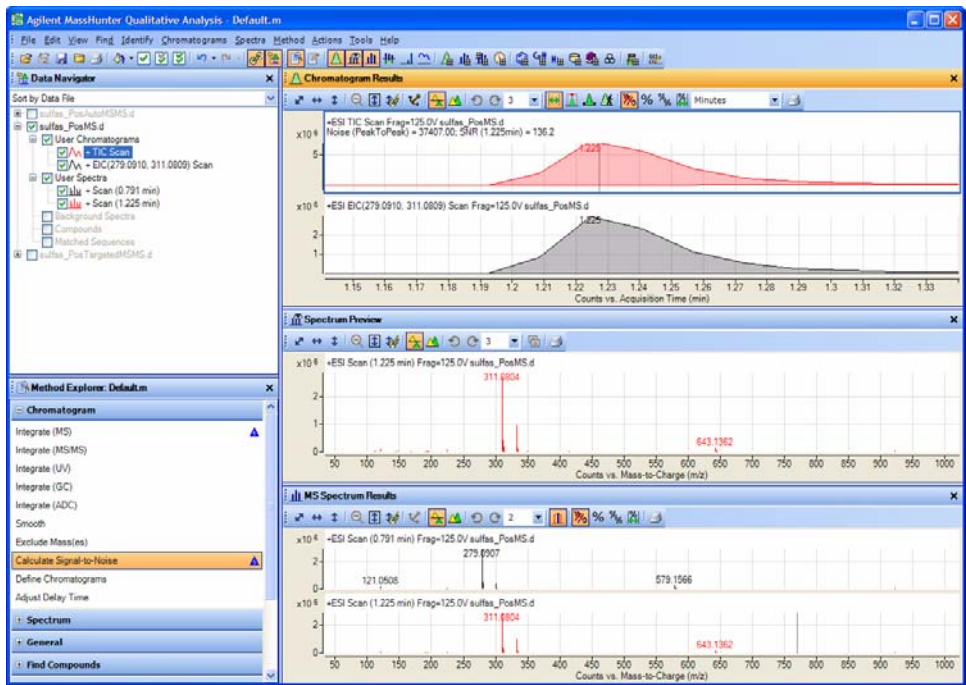 Agilent MassHunter Qualitative Analysis - Default.m
File Edit View Find Identify Chromatograms Spectra Method Actions Tools Help
Data Navigator
Sort by Data File
sulfas_PosAutoMSMS.d
sulfas_PosMS.d
User Chromatograms
+ TIC Scan
+ EIC(279.0910, 311.0809) Scan
User Spectra
+ Scan (0.791 min)
+ Scan (1.225 min)
Background Spectra
Compounds
Matched Sequences
sulfas_PosTargetedMSMS.d
Method Explorer: Default.m
Chromatogram
Integrate (MS)
Integrate (MS/MS)
Integrate (UV)
Integrate (GC)
Integrate (ADC)
Smooth
Exclude Mass(es)
Calculate Signal-to-Noise
Define Chromatograms
Adjust Delay Time
Spectrum
General
Find Compounds
Chromatogram Results
3 % Minutes
+ESI TIC Scan Frag=125.0V sulfas_PosMS.d
x10 6 Noise (PeakToPeak) = 37407.00; SNR (1.225min) = 136.2
1.225
5
x10 6 +ESI EIC(279.0910, 311.0809) Scan Frag=125.0V sulfas_PosMS.d
1.225
2
1
1.15 1.16 1.17 1.18 1.19 1.2 1.21 1.22 1.23 1.24 1.25 1.26 1.27 1.28 1.29 1.3 1.31 1.32 1.33
Counts vs. Acquisition Time (min)
Spectrum Preview
3
x10 6 +ESI Scan (1.225 min) Frag=125.0V sulfas_PosMS.d
311.0804
2
1
643.1362
0
50 100 150 200 250 300 350 400 450 500 550 600 650 700 750 800 850 900 950 1000
Counts vs. Mass-to-Charge (m/z)
MS Spectrum Results
2 %
x10 6 +ESI Scan (0.791 min) Frag=125.0V sulfas_PosMS.d
279.0907
2
121.0508 579.1566
0
x10 6 +ESI Scan (1.225 min) Frag=125.0V sulfas_PosMS.d
311.0804
2
643.1362
0
50 100 150 200 250 300 350 400 450 500 550 600 650 700 750 800 850 900 950 1000
Counts vs. Mass-to-Charge (m/z)